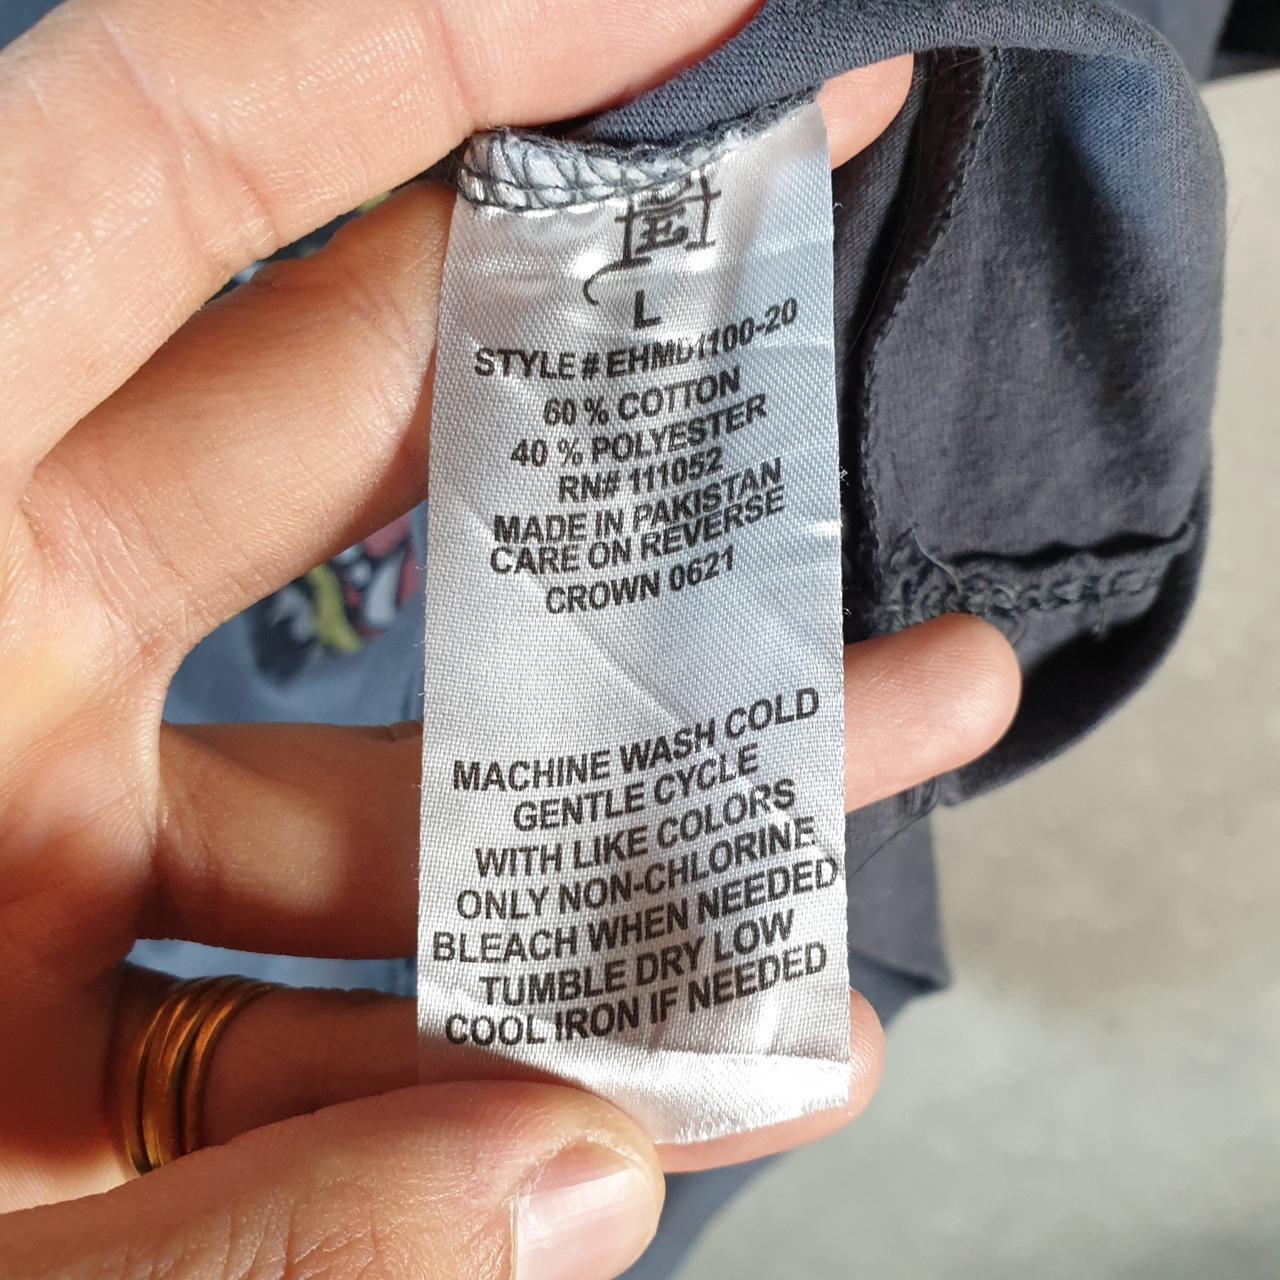 E
L
STYLE # EHMD1100-20
60 % COTTON
40 % POLYESTER
RN# 111052
MADE IN PAKISTAN
CARE ON REVERSE
CROWN 0621
MACHINE WASH COLD
GENTLE CYCLE
WITH LIKE COLORS
ONLY NON-CHLORINE
BLEACH WHEN NEEDED
TUMBLE DRY LOW
COOL IRON IF NEEDED